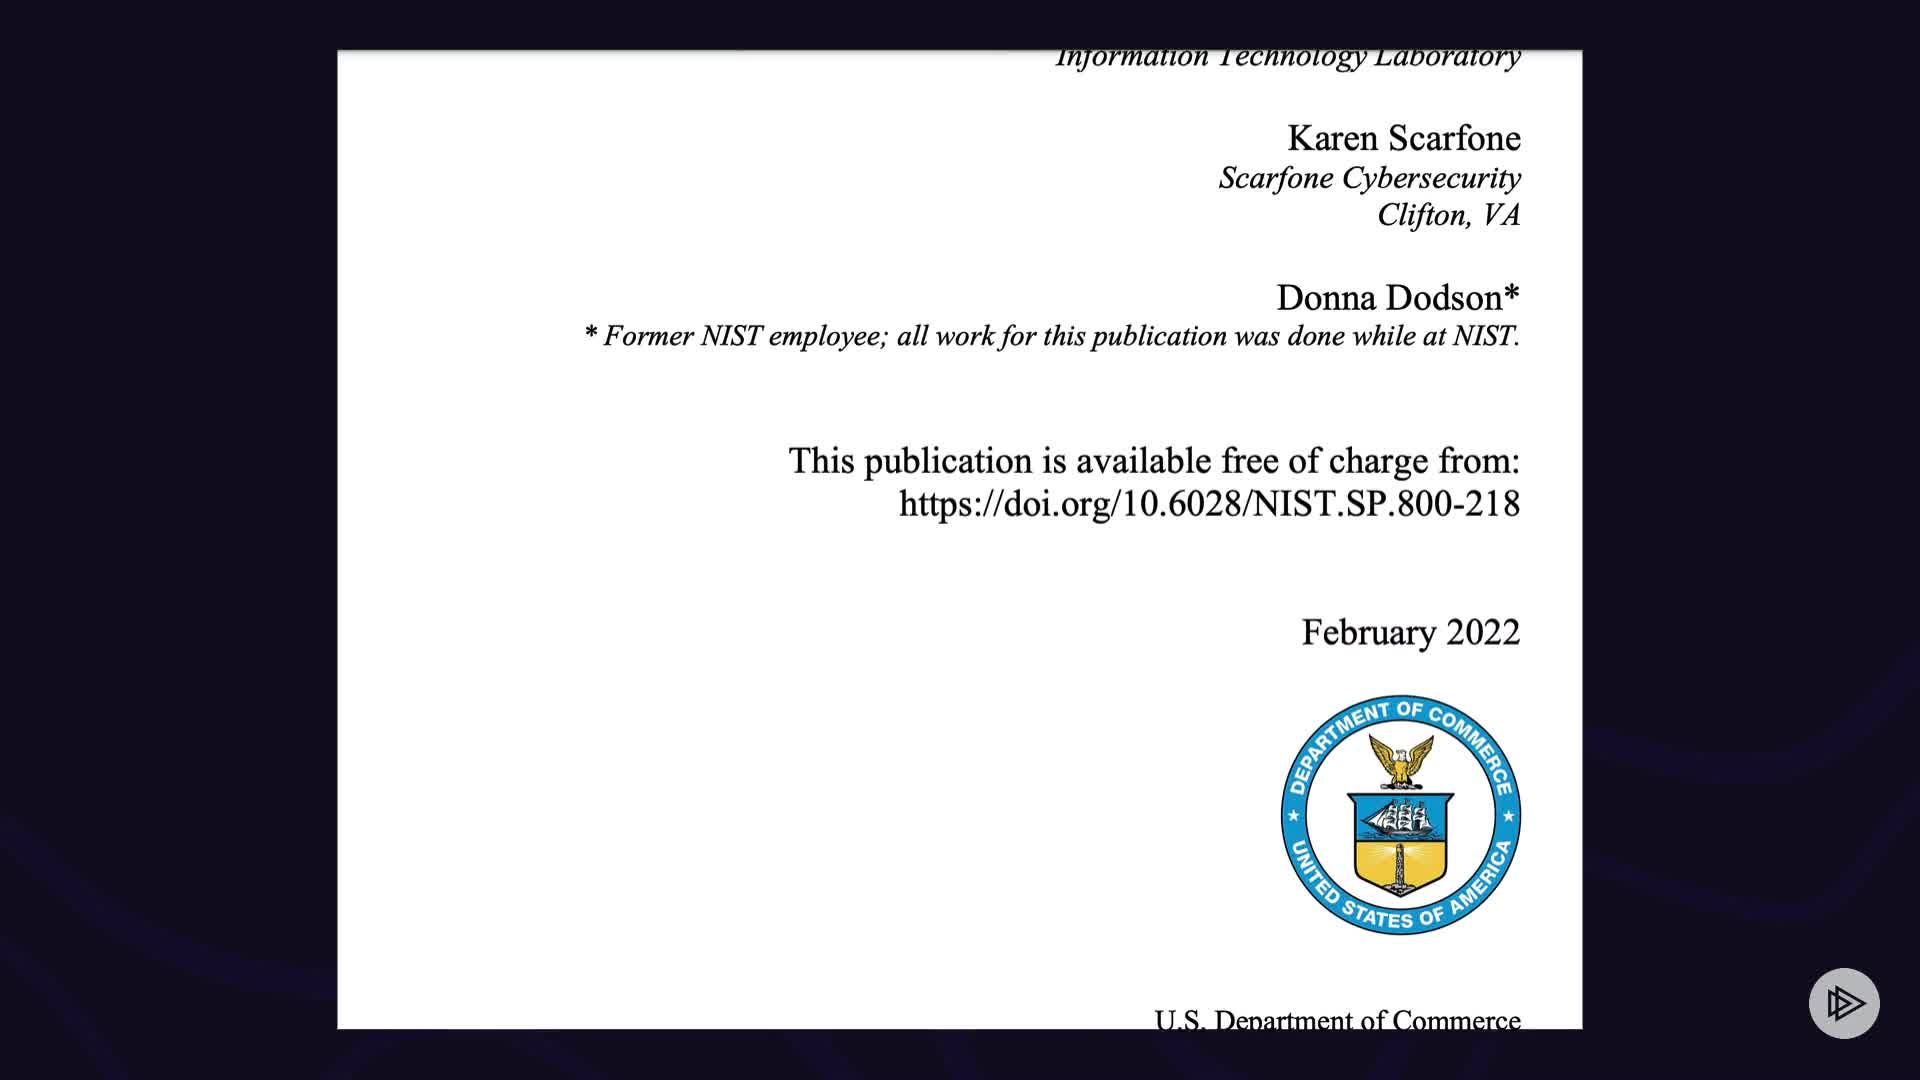 Information Technology Laboratory
Karen Scarfone
Scarfone Cybersecurity
Clifton, VA
Donna Dodson*
* Former NIST employee; all work for this publication was done while at NIST.
This publication is available free of charge from:
https://doi.org/10.6028/NIST.SP.800-218
February 2022
DEPARTMENT OF COMMERCE
UNITED STATES OF AMERICA
U.S. Department of Commerce